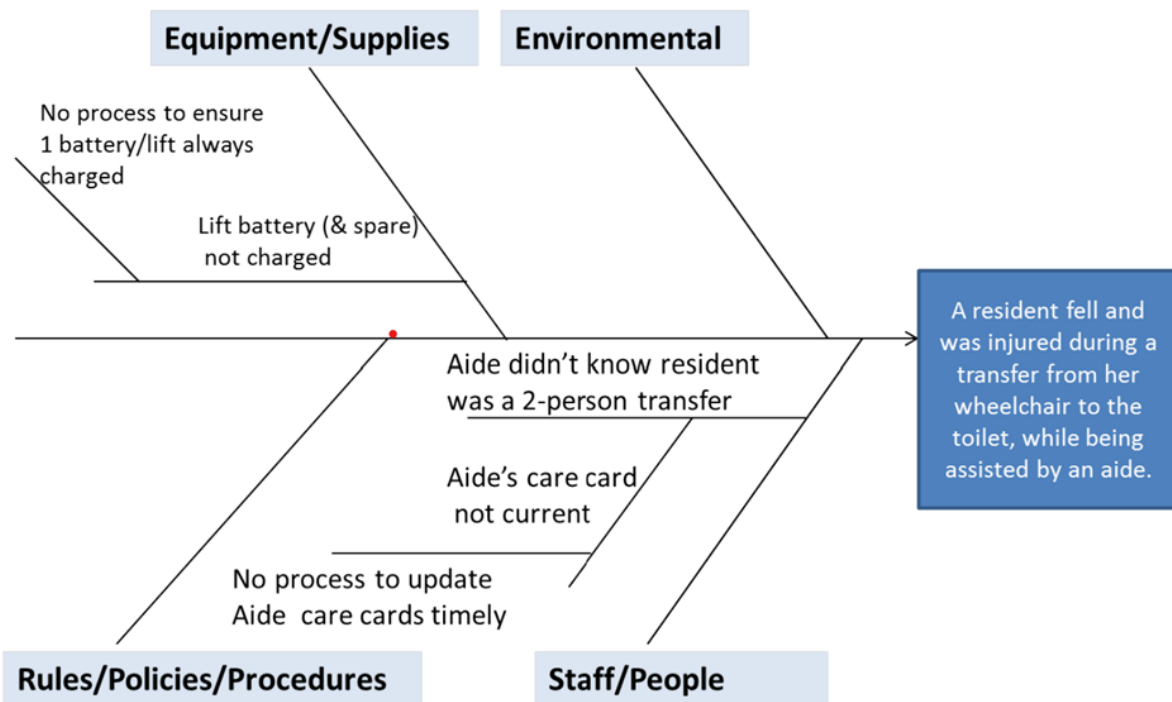 Equipment/Supplies
Environmental
No process to ensure
1 battery/lift always
charged
Lift battery (& spare)
not charged
Aide didn’t know resident
was a 2-person transfer
Aide’s care card
not current
No process to update
Aide care cards timely
A resident fell and
was injured during a
transfer from her
wheelchair to the
toilet, while being
assisted by an aide.
Rules/Policies/Procedures
Staff/People